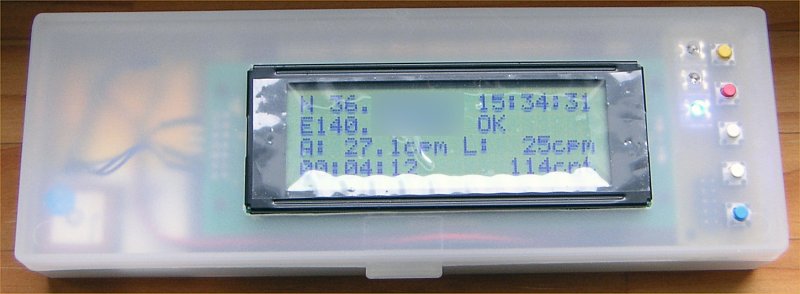 N 36. 15:34:31
E140. OK
A: 27.1cpm L: 25cpm
00:04:12 114cnt